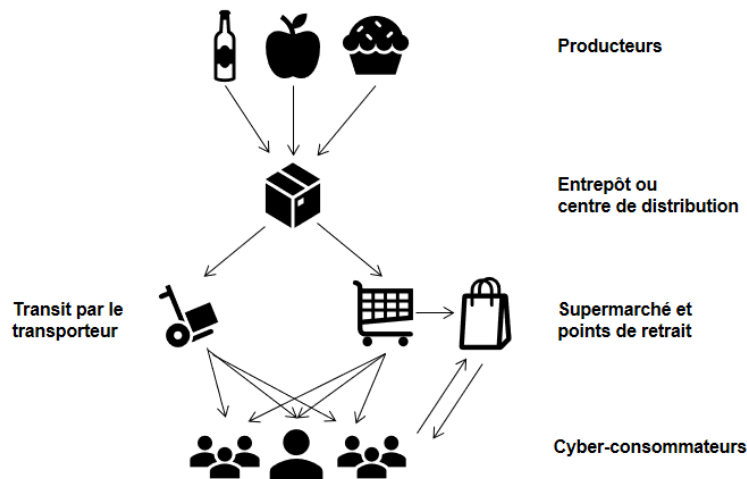 Producteurs
Entrepôt ou
centre de distribution
Transit par le
transporteur
Supermarché et
points de retrait
Cyber-consommateurs